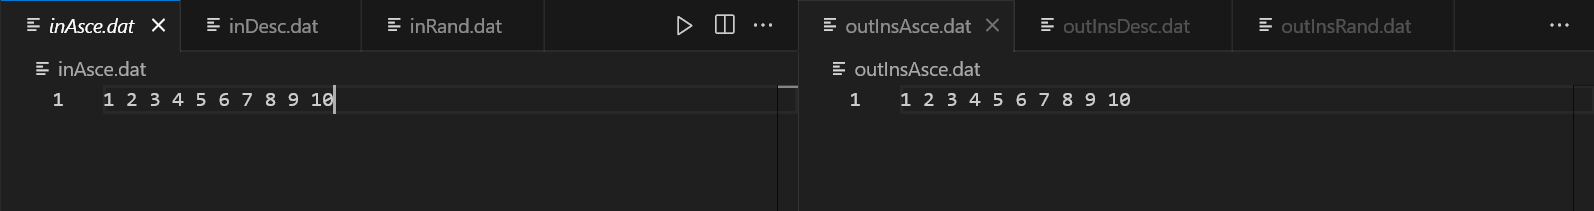 inAsce.dat inDesc.dat inRand.dat
inAsce.dat
1 1 2 3 4 5 6 7 8 9 10
outInsAsce.dat outInsDesc.dat outInsRand.dat
outInsAsce.dat
1 1 2 3 4 5 6 7 8 9 10